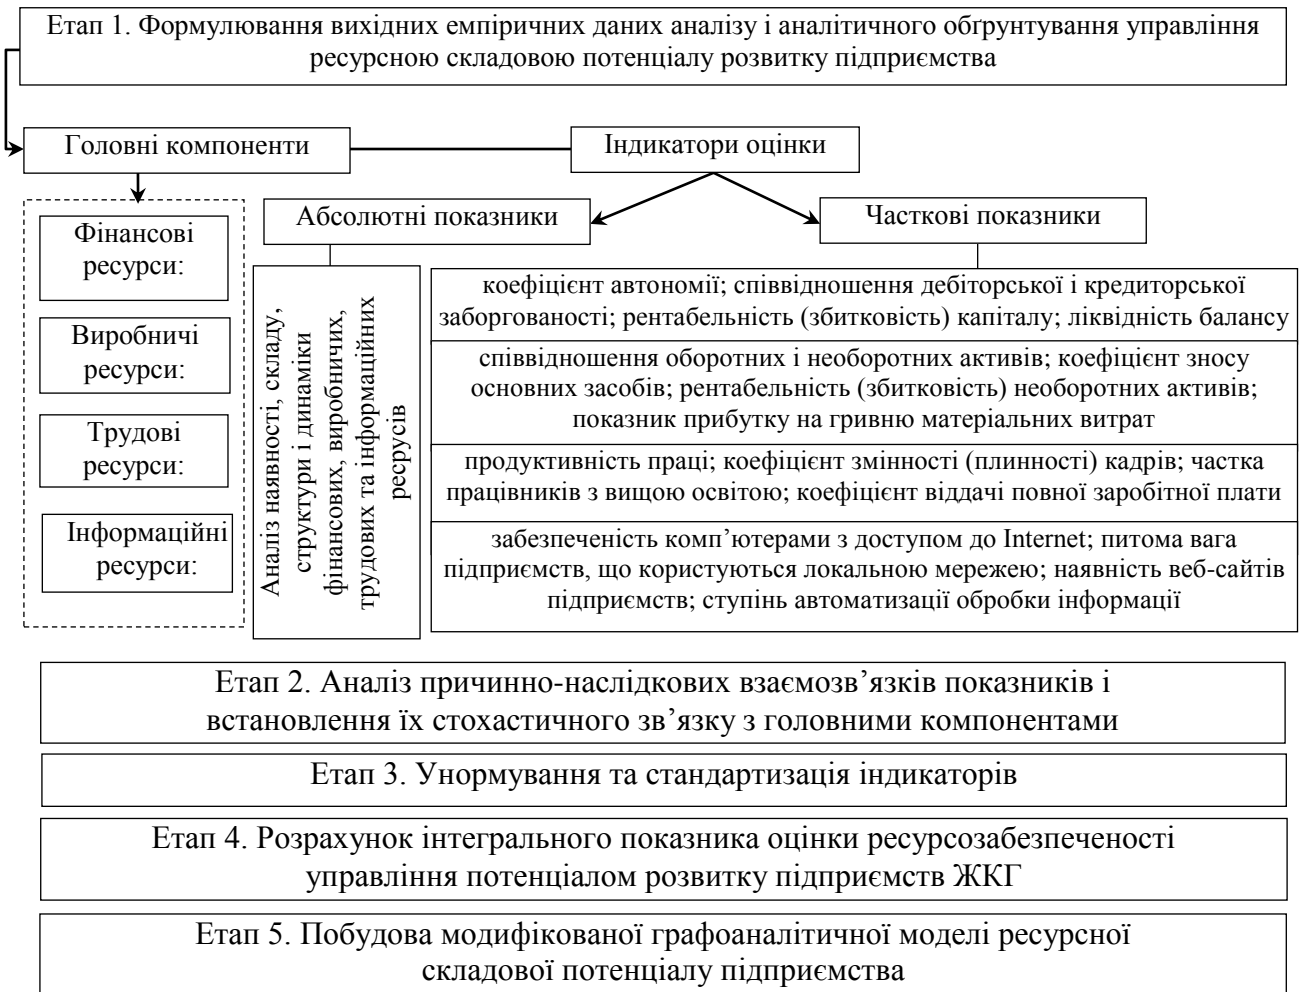 Етап 1. Формулювання вихідних емпіричних даних аналізу і аналітичного обґрунтування управління
ресурсною складовою потенціалу розвитку підприємства
Головні компоненти
Індикатори оцінки
Абсолютні показники
Часткові показники
Фінансові
ресурси:
Виробничі
ресурси:
Трудові
ресурси:
Інформаційні
ресурси:
Аналіз наявності, складу,
структури і динаміки
фінансових, виробничих,
трудових та інформаційних
ресрусів
коефіцієнт автономії; співвідношення дебіторської і кредиторської
заборгованості; рентабельність (збитковість) капіталу; ліквідність балансу
співвідношення оборотних і необоротних активів; коефіцієнт зносу
основних засобів; рентабельність (збитковість) необоротних активів;
показник прибутку на гривню матеріальних витрат
продуктивність праці; коефіцієнт змінності (плинності) кадрів; частка
працівників з вищою освітою; коефіцієнт віддачі повної заробітної плати
забезпеченість комп’ютерами з доступом до Internet; питома вага
підприємств, що користуються локальною мережею; наявність веб-сайтів
підприємств; ступінь автоматизації обробки інформації
Етап 2. Аналіз причинно-наслідкових взаємозв’язків показників і
встановлення їх стохастичного зв’язку з головними компонентами
Етап 3. Унормування та стандартизація індикаторів
Етап 4. Розрахунок інтегрального показника оцінки ресурсозабезпеченості
управління потенціалом розвитку підприємств ЖКГ
Етап 5. Побудова модифікованої графоаналітичної моделі ресурсної
складової потенціалу підприємства